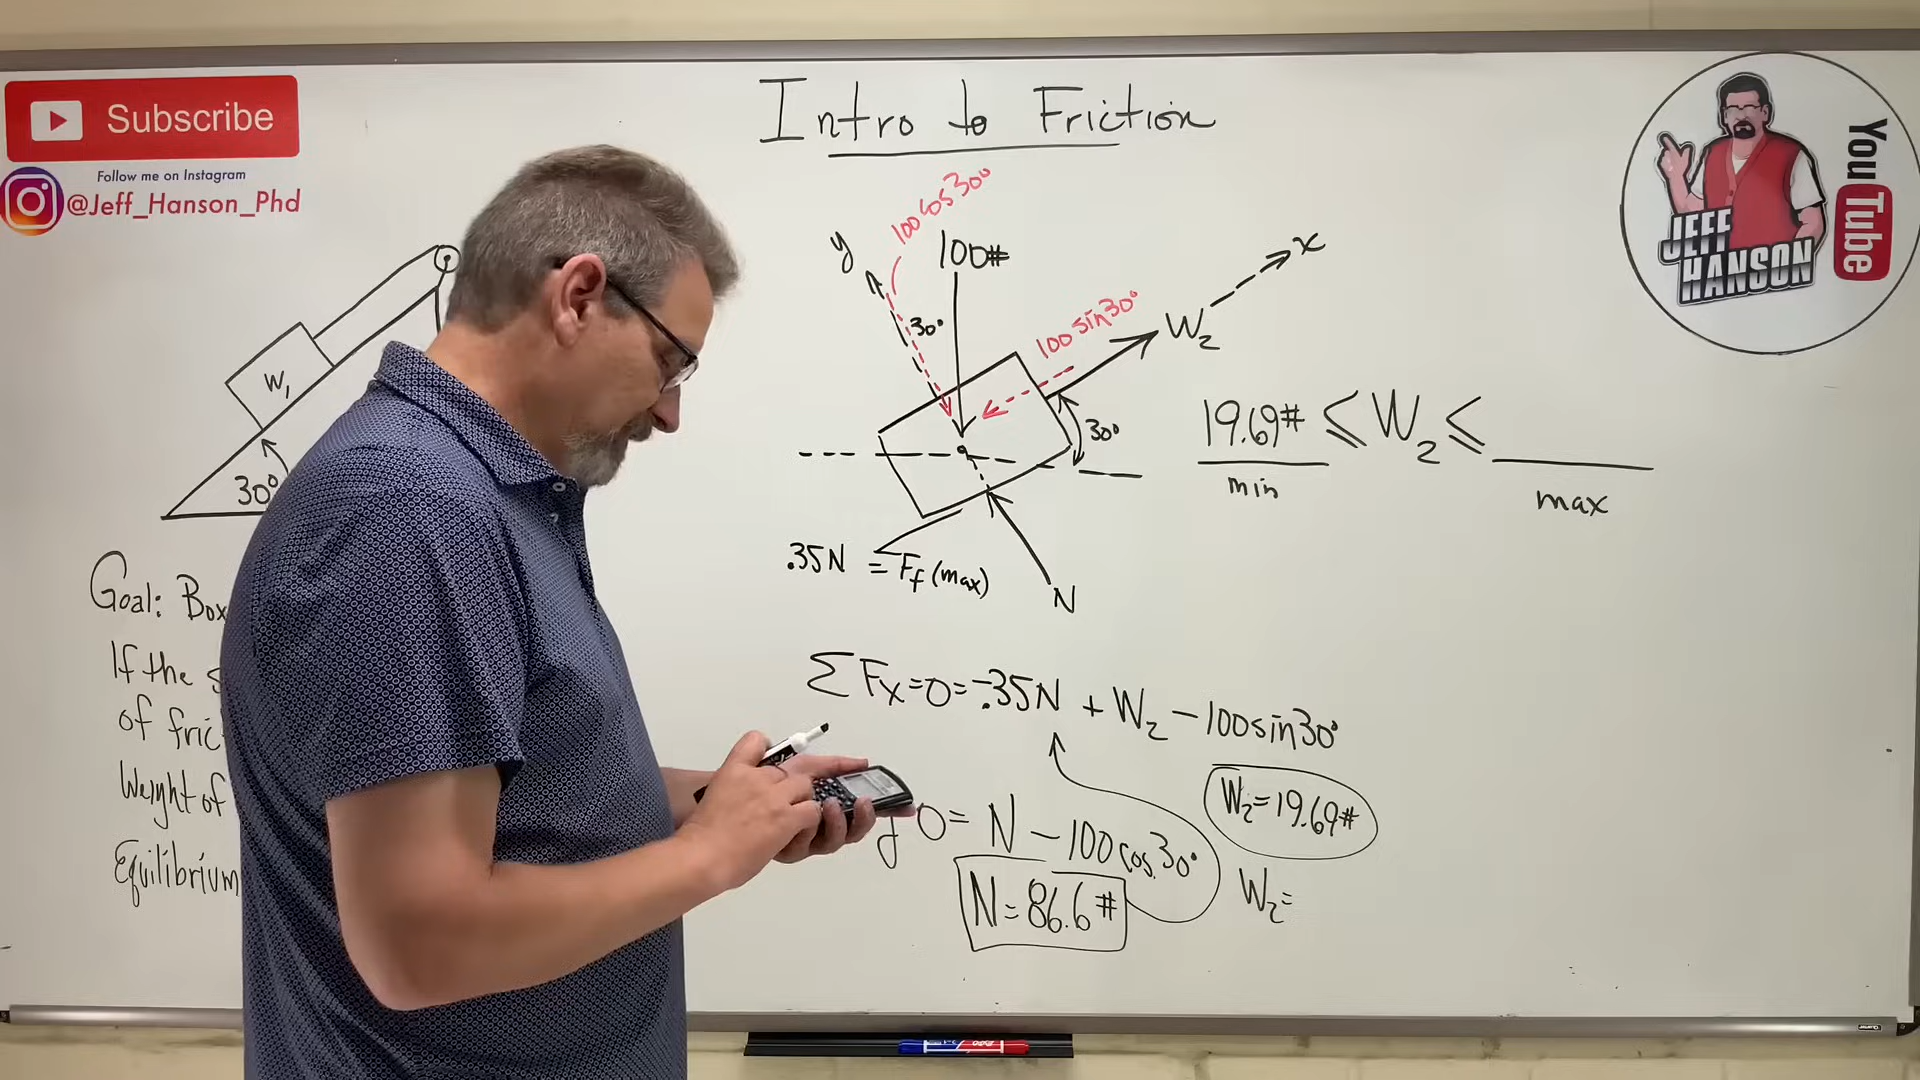 Subscribe
Follow me on Instagram
@Jeff_Hanson_Phd
Intro to Friction
You Tube
JEFF
HANSON
W₁
30°
Goal: Box
If the s
of fric
Weight of
Equilibrium
y
100cos30°
100#
30°
100sin30°
W₂
x
30°
.35N = Ff (max)
N
19.69# ≤ W₂ ≤
min
max
ΣFx=0=-.35N + W₂ - 100sin30°
y 0= N - 100cos30°
W₂=19.69#
N=86.6#
W₂=